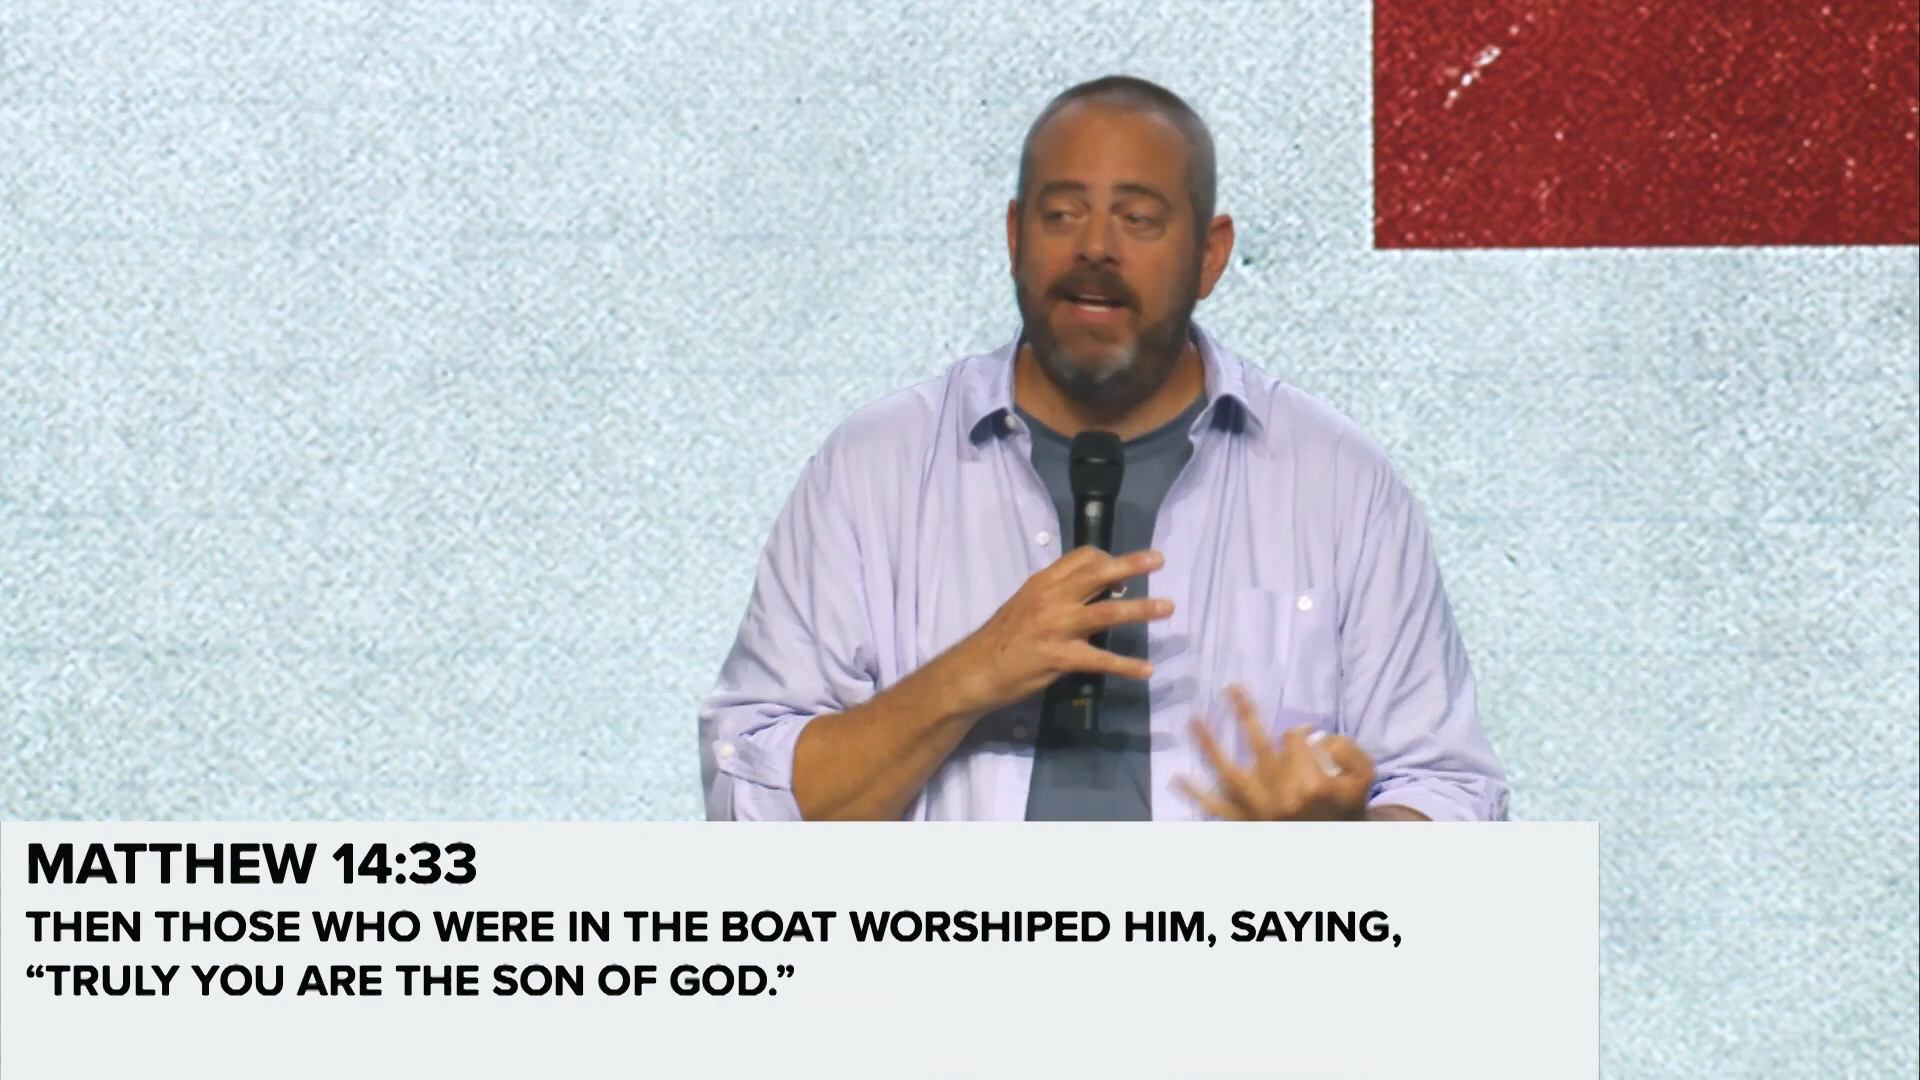 MATTHEW 14:33
THEN THOSE WHO WERE IN THE BOAT WORSHIPED HIM, SAYING,
“TRULY YOU ARE THE SON OF GOD.”